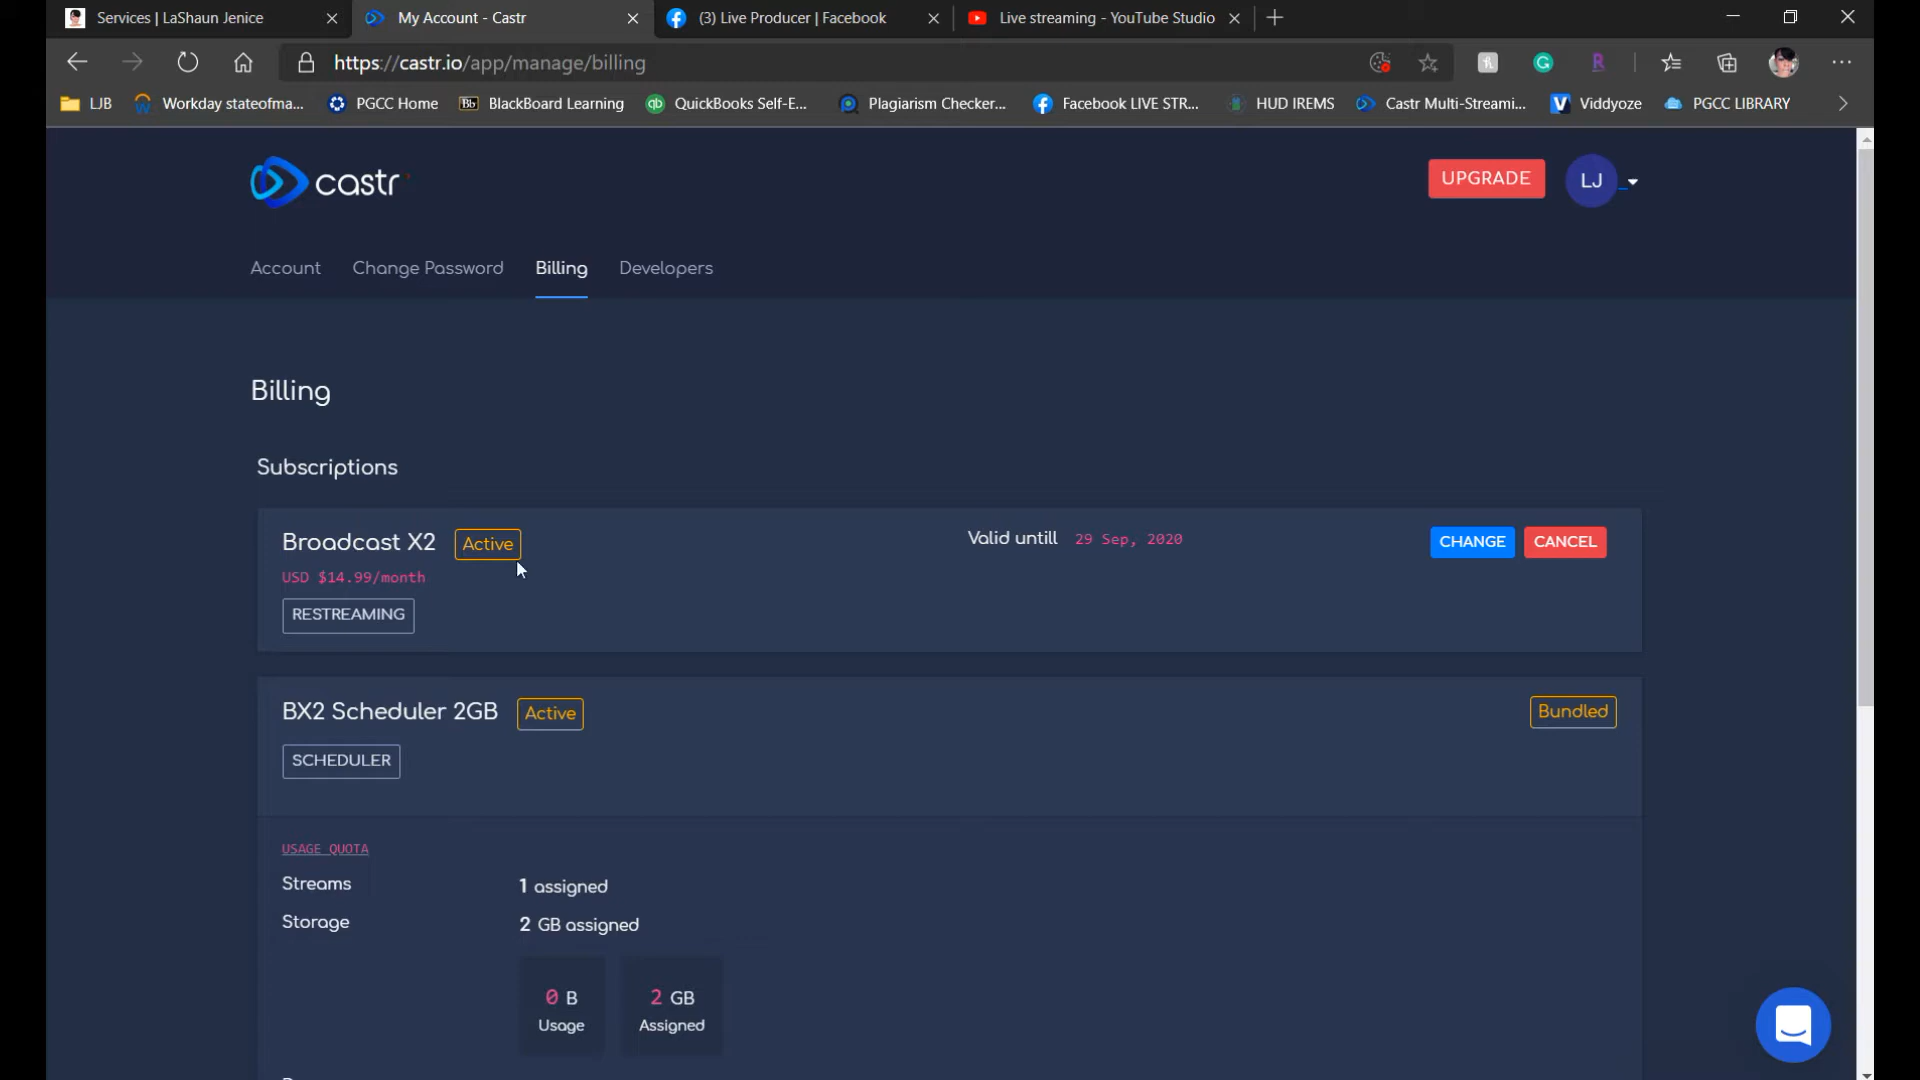 Services | LaShaun Jenice
My Account - Castr
(3) Live Producer | Facebook
Live streaming - YouTube Studio
https://castr.io/app/manage/billing
LJB
Workday stateofma...
PGCC Home
Bb BlackBoard Learning
qb QuickBooks Self-E...
Plagiarism Checker...
Facebook LIVE STR...
HUD IREMS
Castr Multi-Streami...
V Viddyoze
PGCC LIBRARY
castr
UPGRADE
LJ
Account Change Password Billing Developers
Billing
Subscriptions
Broadcast X2 Active Valid untill 29 Sep, 2020 CHANGE CANCEL
USD $14.99/month
RESTREAMING
BX2 Scheduler 2GB Active Bundled
SCHEDULER
USAGE QUOTA
Streams 1 assigned
Storage 2 GB assigned
0 B 2 GB
Usage Assigned